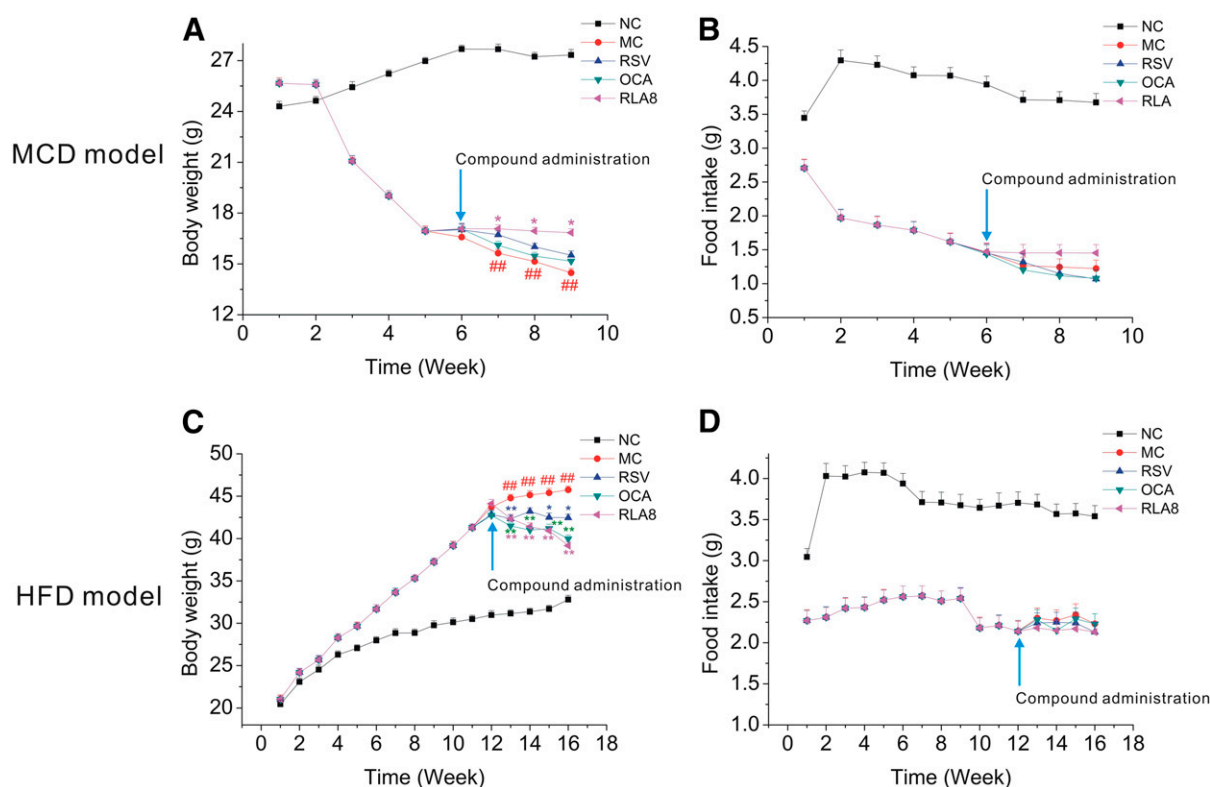 MCD model
A
27
24
21
18
15
12
Body weight (g)
0 2 4 6 8 10
Time (Week)
NC
MC
RSV
OCA
RLA8
Compound administration
* * *
## ## ##
B
4.5
4.0
3.5
3.0
2.5
2.0
1.5
1.0
0.5
Food intake (g)
0 2 4 6 8 10
Time (Week)
NC
MC
RSV
OCA
RLA
Compound administration
HFD model
C
50
45
40
35
30
25
20
Body weight (g)
0 2 4 6 8 10 12 14 16 18
Time (Week)
NC
MC
RSV
OCA
RLA8
## ## ## ##
** * * *
** ** ** **
** ** ** **
Compound administration
D
4.0
3.5
3.0
2.5
2.0
1.5
1.0
Food intake (g)
0 2 4 6 8 10 12 14 16 18
Time (Week)
NC
MC
RSV
OCA
RLA8
Compound administration